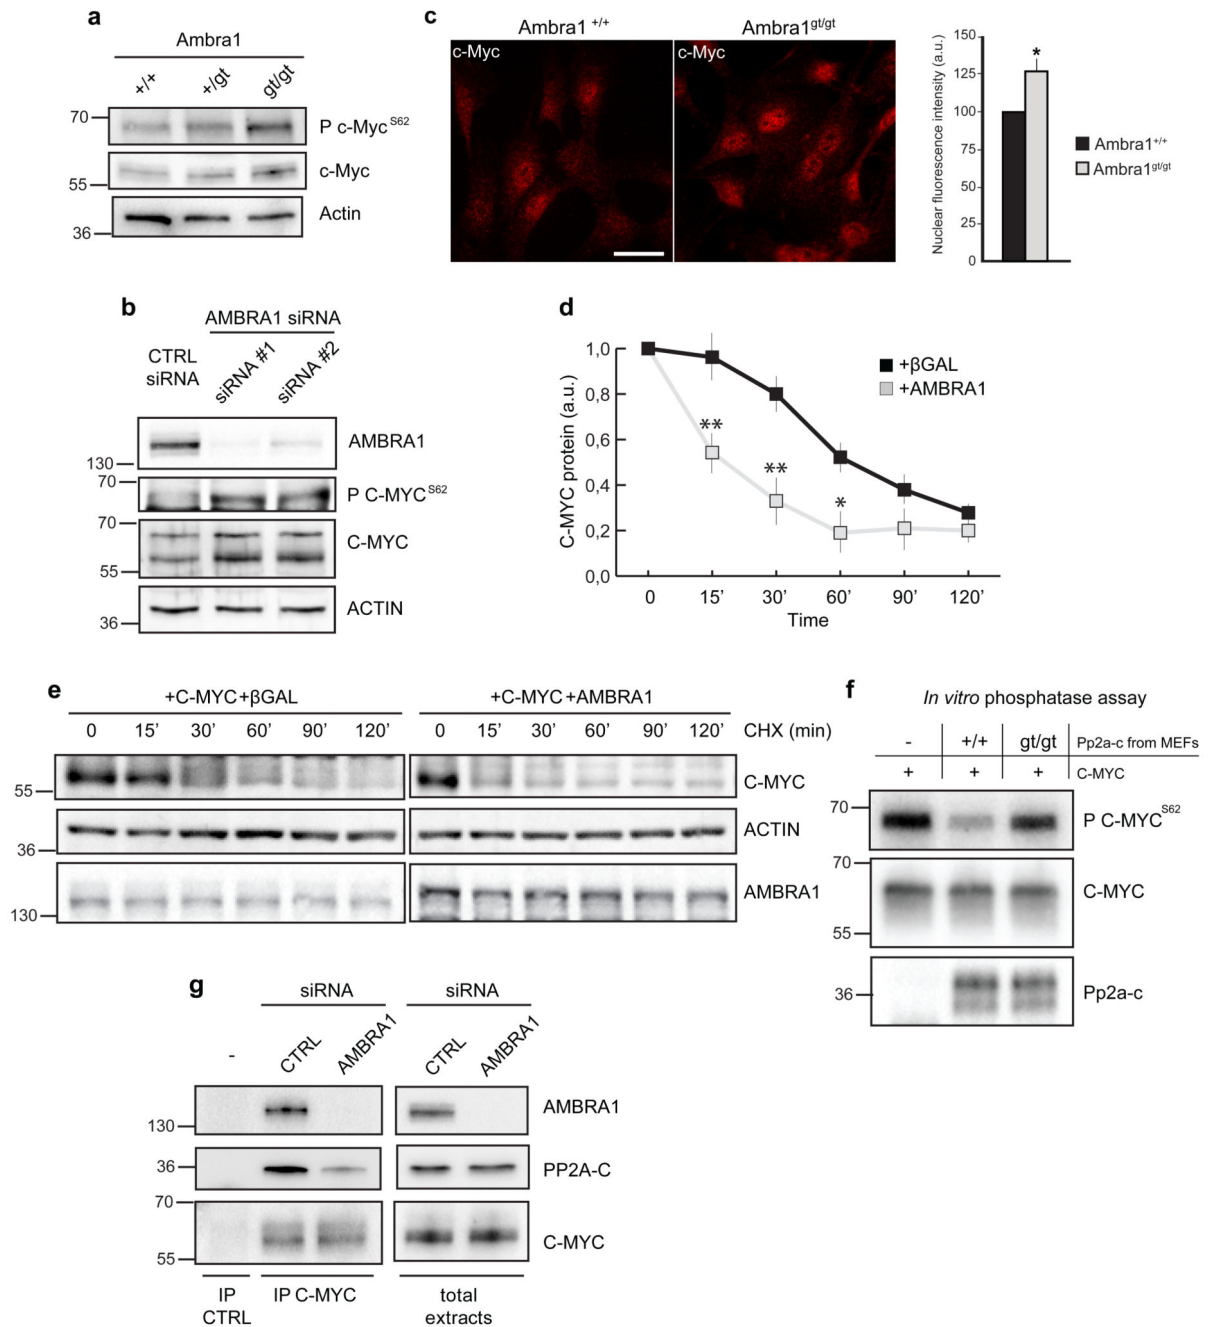 a
Ambra1
+/+ +/gt gt/gt
70
P c-Myc S62
c-Myc
55
Actin
36
c
Ambra1 +/+ Ambra1 gt/gt
c-Myc c-Myc
Nuclear fluorescence intensity (a.u.)
150
125
100
75
50
25
0
*
Ambra1+/+
Ambra1gt/gt
b
AMBRA1 siRNA
CTRL siRNA
siRNA #1
siRNA #2
AMBRA1
130
70
P C-MYC S62
70
C-MYC
55
ACTIN
36
d
C-MYC protein (a.u.)
1,0
0,8
0,6
0,4
0,2
0,0
+βGAL
+AMBRA1
**
**
*
0 15’ 30’ 60’ 90’ 120’
Time
e
+C-MYC+βGAL +C-MYC+AMBRA1
0 15’ 30’ 60’ 90’ 120’ 0 15’ 30’ 60’ 90’ 120’ CHX (min)
C-MYC
55
ACTIN
36
AMBRA1
130
f
In vitro phosphatase assay
- +/+ gt/gt Pp2a-c from MEFs
+ + + C-MYC
70
P C-MYC S62
70
C-MYC
55
36
Pp2a-c
g
siRNA siRNA
- CTRL AMBRA1 CTRL AMBRA1
AMBRA1
130
36
PP2A-C
70
C-MYC
55
IP CTRL
IP C-MYC
total extracts